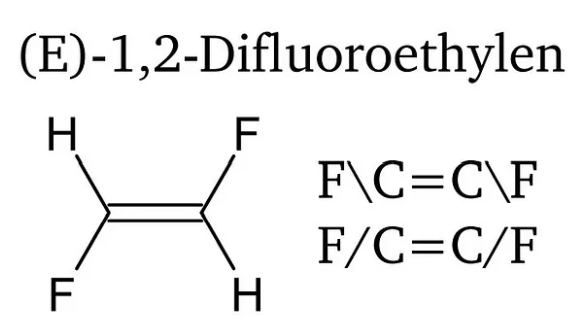 (E)-1,2-Difluoroethylen
H F
F\C=C\F
F/C=C/F
F H